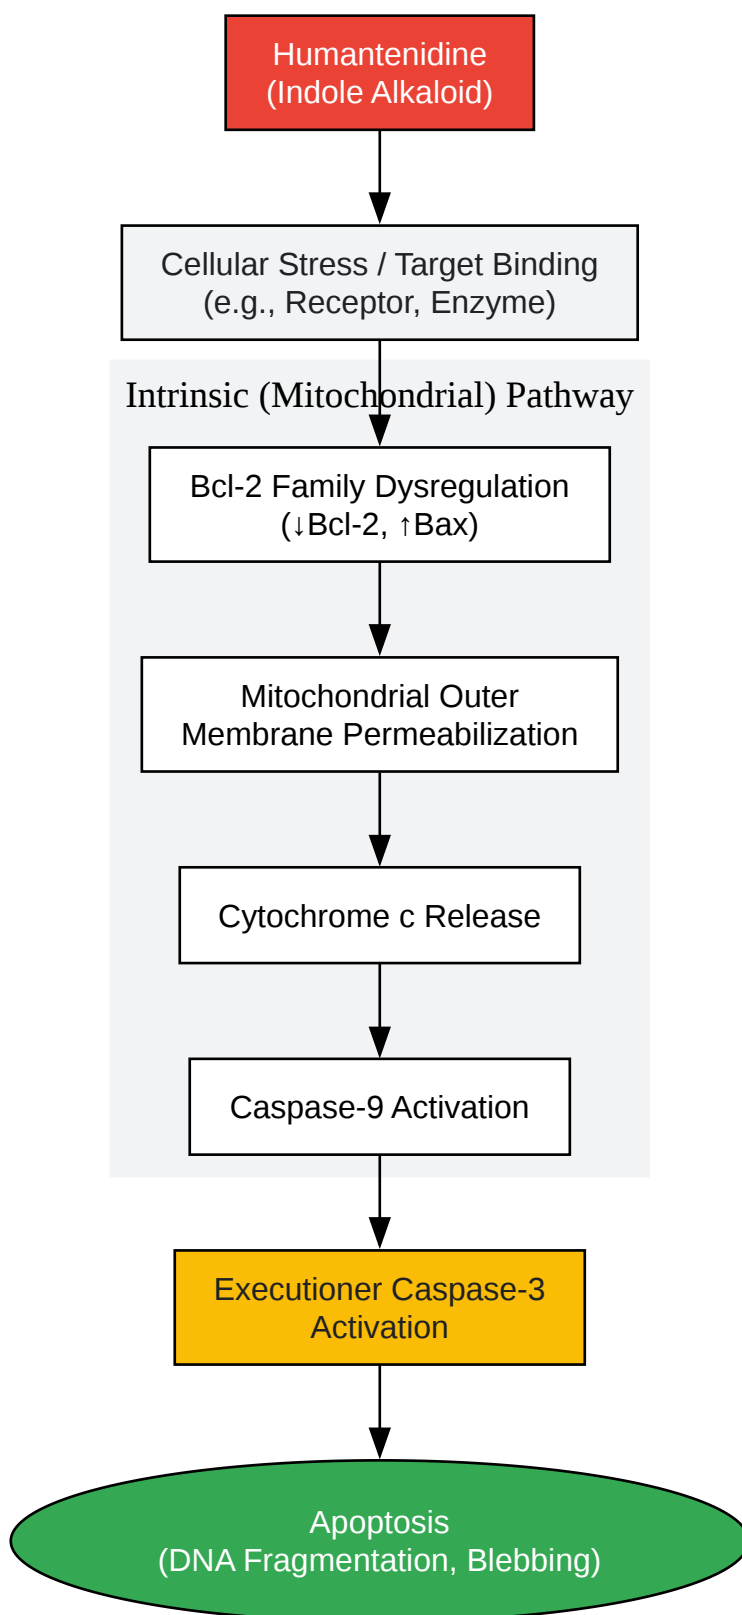 Humantenidine
(Indole Alkaloid)
Cellular Stress / Target Binding
(e.g., Receptor, Enzyme)
Intrinsic (Mitochondrial) Pathway
Bcl-2 Family Dysregulation
(↓Bcl-2, ↑Bax)
Mitochondrial Outer
Membrane Permeabilization
Cytochrome c Release
Caspase-9 Activation
Executioner Caspase-3
Activation
Apoptosis
(DNA Fragmentation, Blebbing)